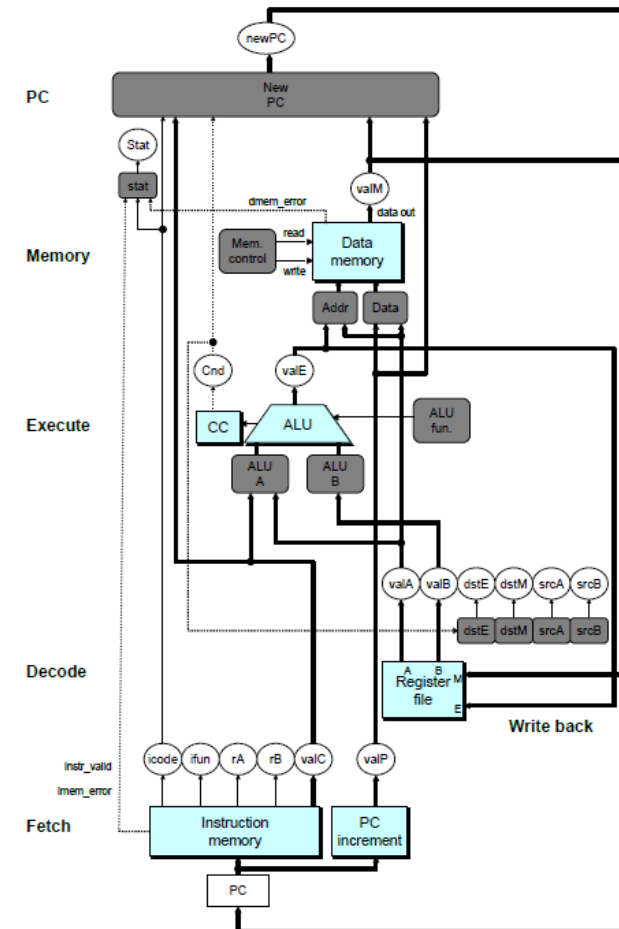 newPC
PC
New
PC
Stat
stat
valM
dmem_error
data out
Memory
Mem.
control
read
write
Data
memory
Addr
Data
Cnd
valE
Execute
CC
ALU
ALU
fun.
ALU
A
ALU
B
valA
valB
dstE
dstM
srcA
srcB
dstE
dstM
srcA
srcB
Decode
A
B
Register
file
M
E
Write back
Instr_valid
icode
ifun
rA
rB
valC
valP
Imem_error
Fetch
Instruction
memory
PC
increment
PC